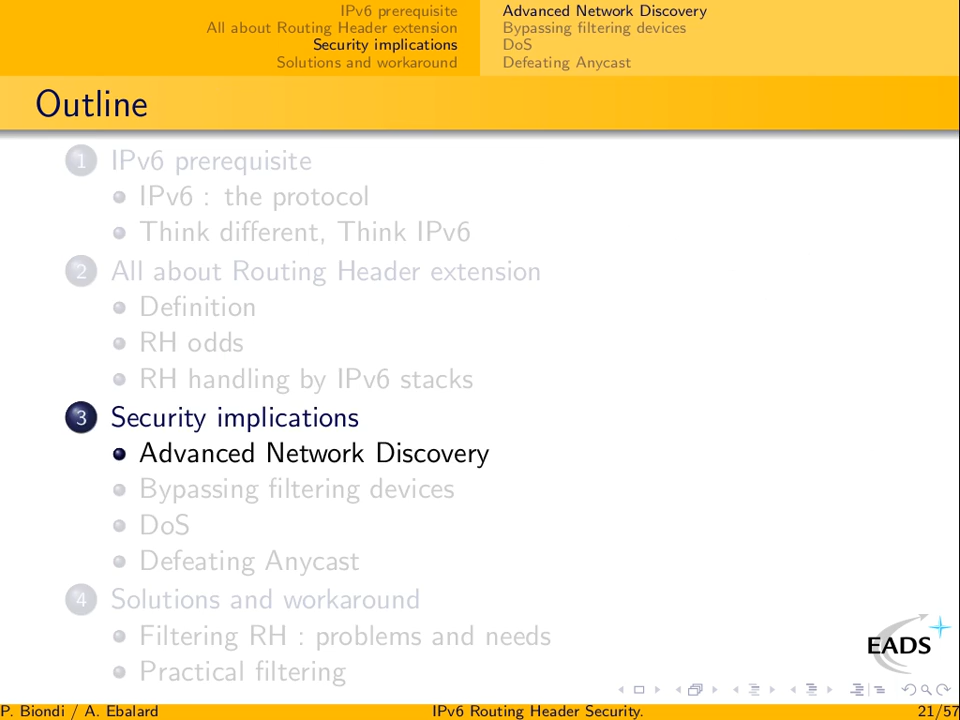 IPv6 prerequisite
All about Routing Header extension
Security implications
Solutions and workaround
Advanced Network Discovery
Bypassing filtering devices
DoS
Defeating Anycast
Outline
1 IPv6 prerequisite
IPv6 : the protocol
Think different, Think IPv6
2 All about Routing Header extension
Definition
RH odds
RH handling by IPv6 stacks
3 Security implications
Advanced Network Discovery
Bypassing filtering devices
DoS
Defeating Anycast
4 Solutions and workaround
Filtering RH : problems and needs
Practical filtering
EADS
P. Biondi / A. Ebalard IPv6 Routing Header Security. 21/57